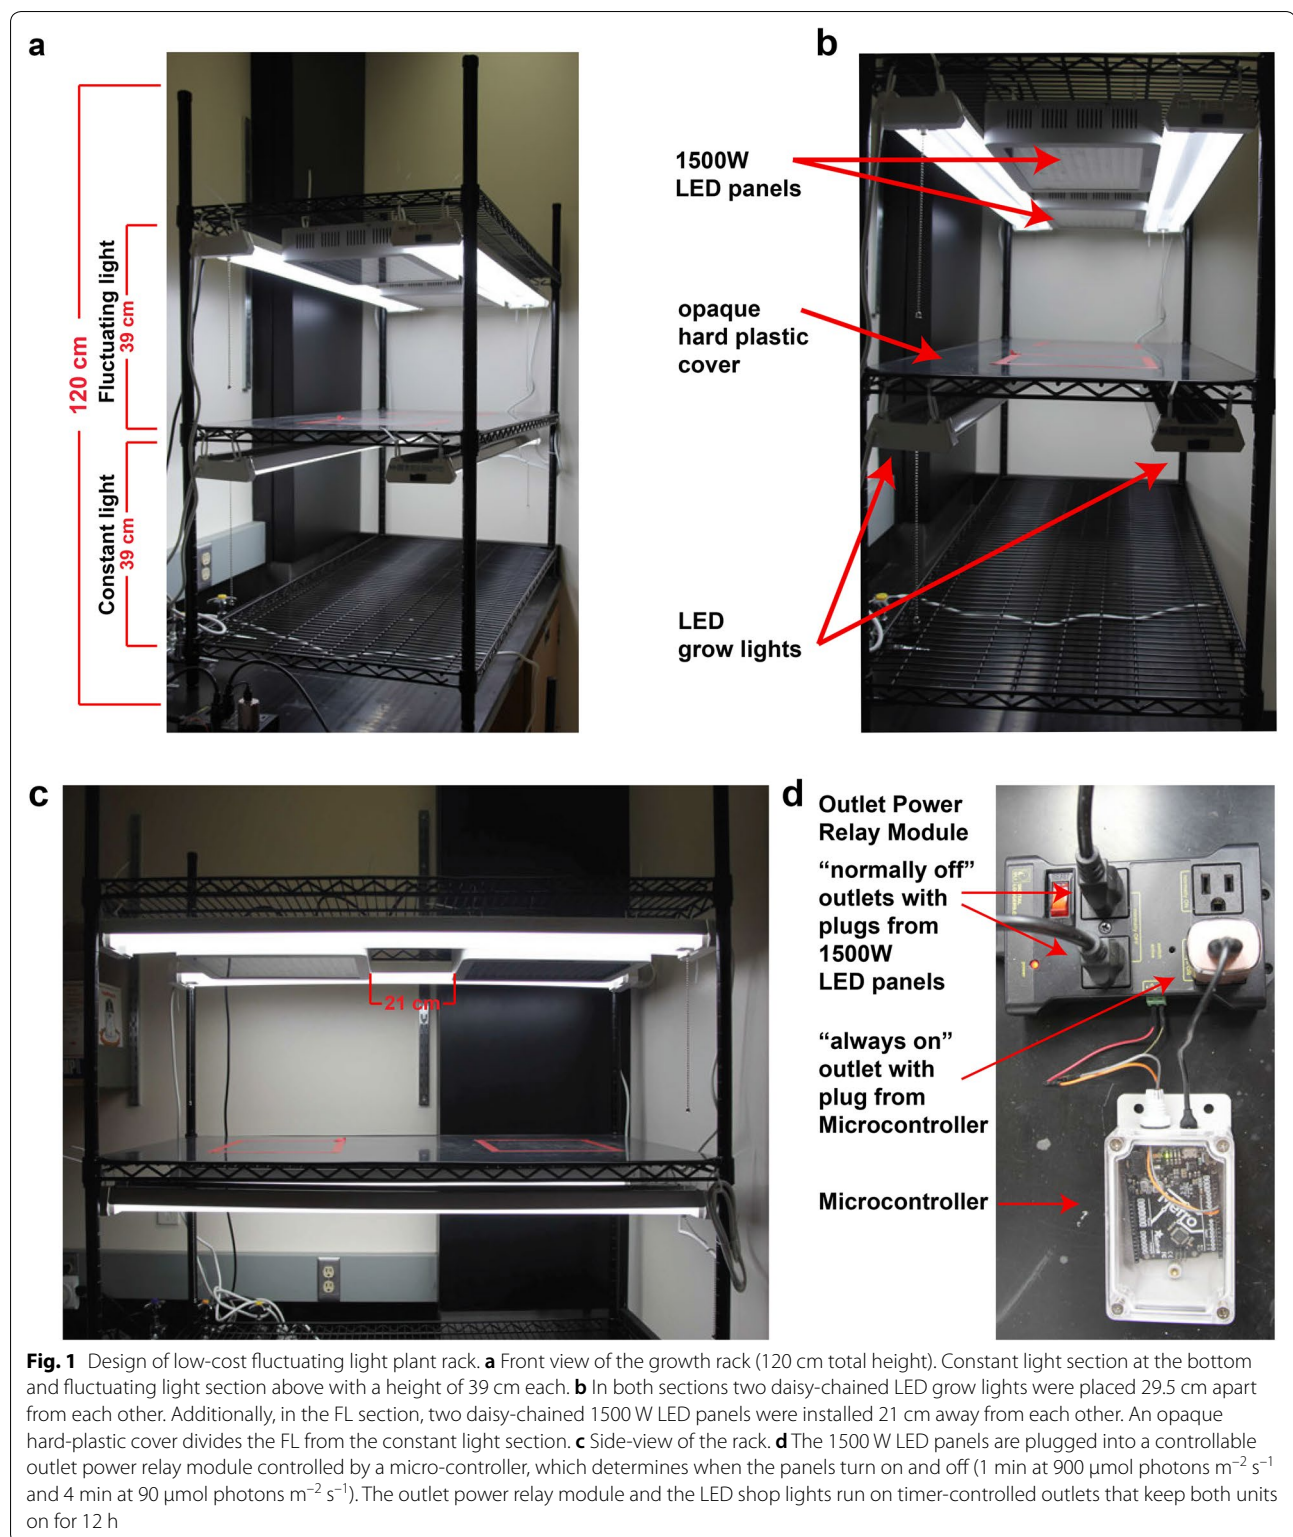 a
120 cm
Fluctuating light
39 cm
Constant light
39 cm
b
1500W
LED panels
opaque
hard plastic
cover
LED
grow lights
c
21 cm
d
Outlet Power
Relay Module
“normally off”
outlets with
plugs from
1500W
LED panels
“always on”
outlet with
plug from
Microcontroller
Microcontroller
Fig. 1 Design of low-cost fluctuating light plant rack. a Front view of the growth rack (120 cm total height). Constant light section at the bottom
and fluctuating light section above with a height of 39 cm each. b In both sections two daisy-chained LED grow lights were placed 29.5 cm apart
from each other. Additionally, in the FL section, two daisy-chained 1500 W LED panels were installed 21 cm away from each other. An opaque
hard-plastic cover divides the FL from the constant light section. c Side-view of the rack. d The 1500 W LED panels are plugged into a controllable
outlet power relay module controlled by a micro-controller, which determines when the panels turn on and off (1 min at 900 μmol photons m⁻² s⁻¹
and 4 min at 90 μmol photons m⁻² s⁻¹). The outlet power relay module and the LED shop lights run on timer-controlled outlets that keep both units
on for 12 h